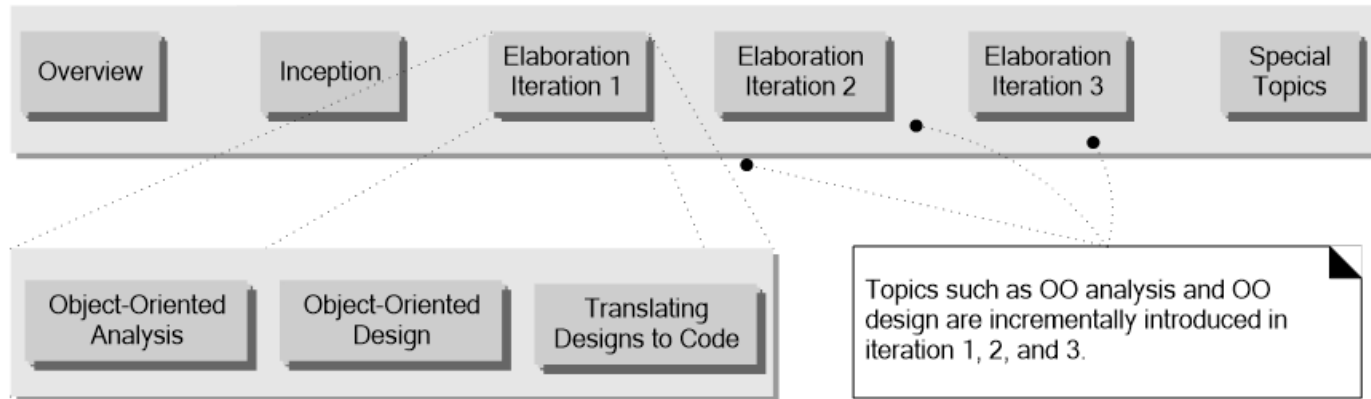 Overview
Inception
Elaboration
Iteration 1
Elaboration
Iteration 2
Elaboration
Iteration 3
Special
Topics
Object-Oriented
Analysis
Object-Oriented
Design
Translating
Designs to Code
Topics such as OO analysis and OO
design are incrementally introduced in
iteration 1, 2, and 3.